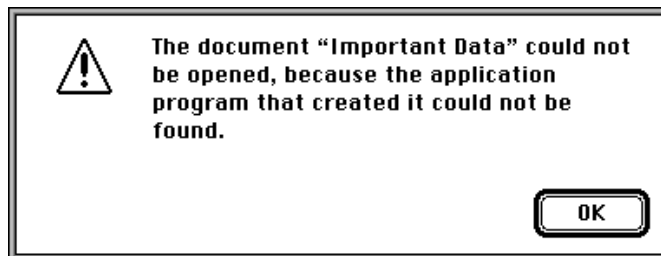 The document “Important Data” could not
be opened, because the application
program that created it could not be
found.
OK